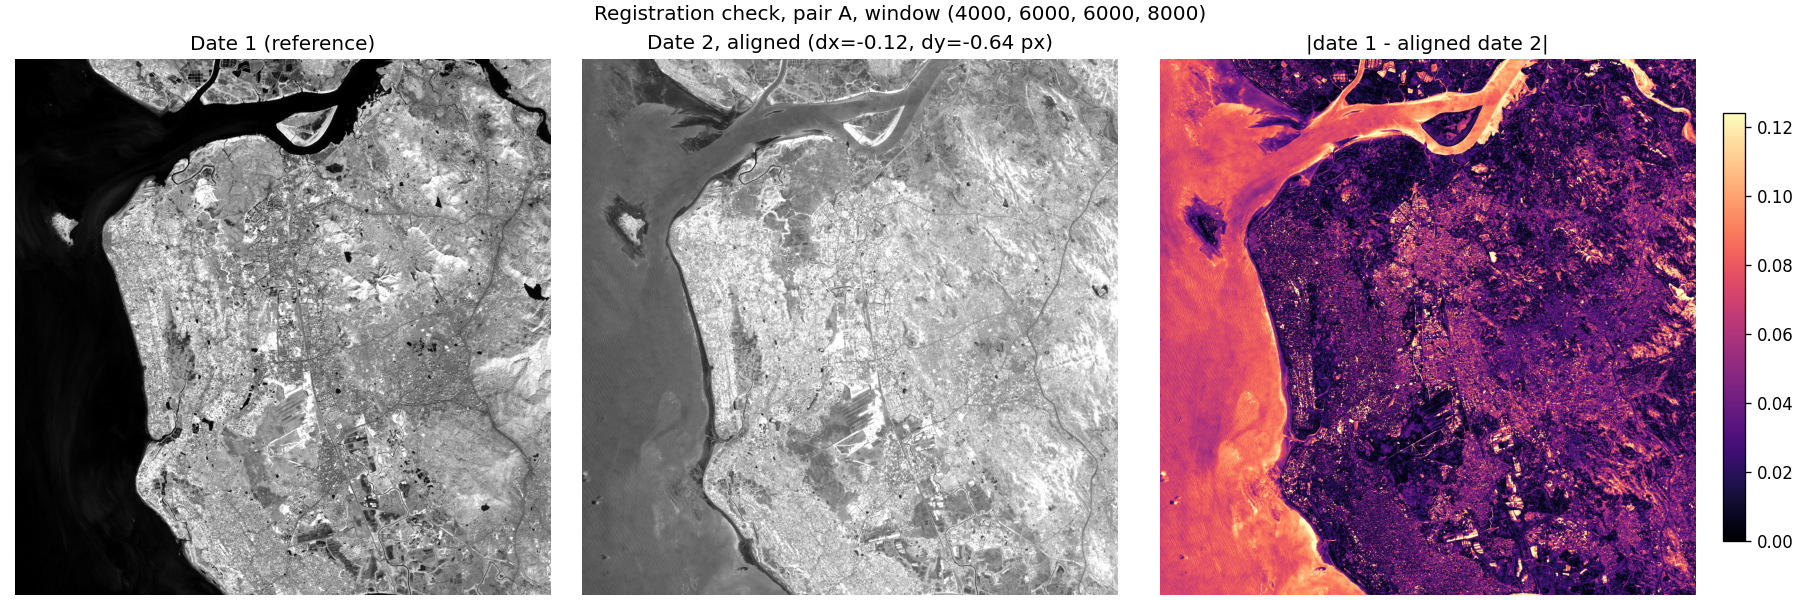 Registration check, pair A, window (4000, 6000, 6000, 8000)
Date 1 (reference)
Date 2, aligned (dx=-0.12, dy=-0.64 px)
|date 1 - aligned date 2|
0.12
0.10
0.08
0.06
0.04
0.02
0.00